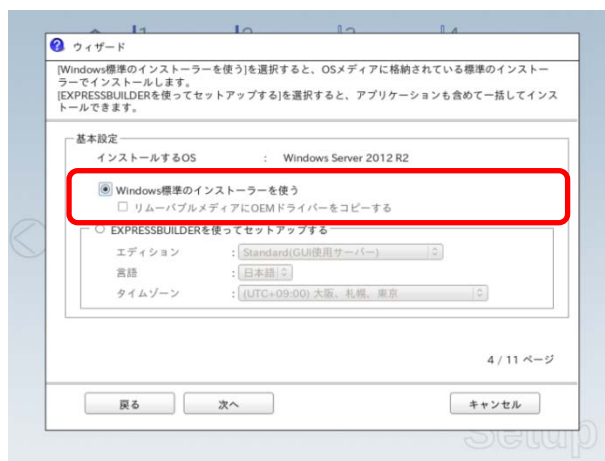 ウィザード
[Windows標準のインストーラーを使う]を選択すると、OSメディアに格納されている標準のインストー
ラーでインストールします。
[EXPRESSBUILDERを使ってセットアップする]を選択すると、アプリケーションも含めて一括してインス
トールできます。
基本設定
インストールするOS : Windows Server 2012 R2
Windows標準のインストーラーを使う
リムーバブルメディアにOEMドライバーをコピーする
EXPRESSBUILDERを使ってセットアップする
エディション : Standard(GUI使用サーバー)
言語 : 日本語
タイムゾーン : (UTC+09:00) 大阪、札幌、東京
4 / 11 ページ
戻る 次へ キャンセル
Setup